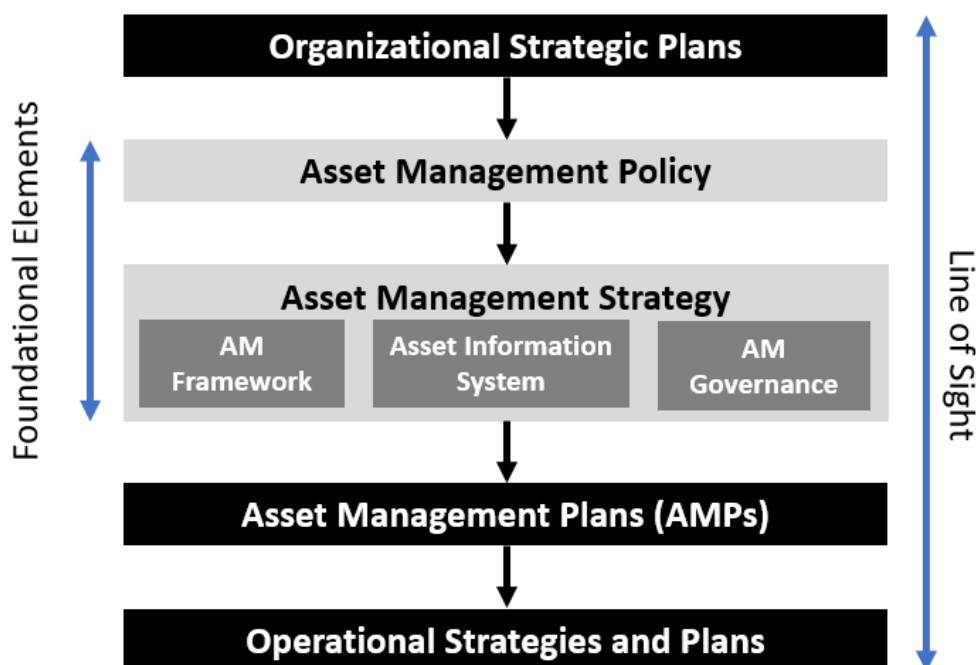 Organizational Strategic Plans
Foundational Elements
Asset Management Policy
Asset Management Strategy
AM
Framework
Asset Information
System
AM
Governance
Line of Sight
Asset Management Plans (AMPs)
Operational Strategies and Plans